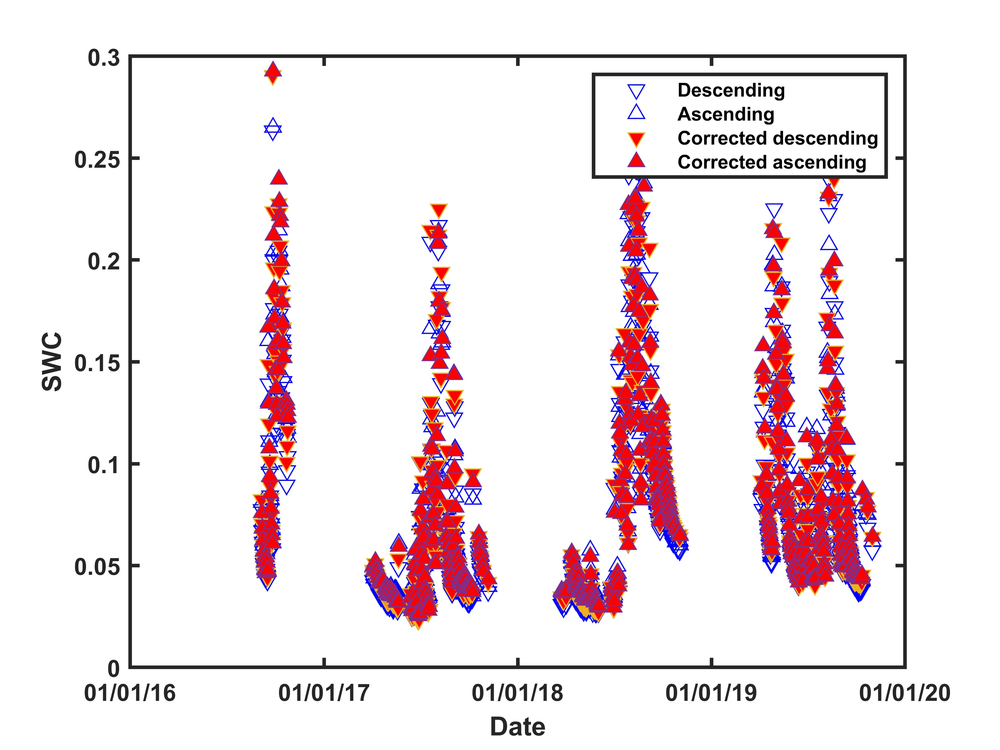 0.3
0.25
0.2
0.15
0.1
0.05
0
SWC
Descending
Ascending
Corrected descending
Corrected ascending
01/01/16
01/01/17
01/01/18
01/01/19
01/01/20
Date